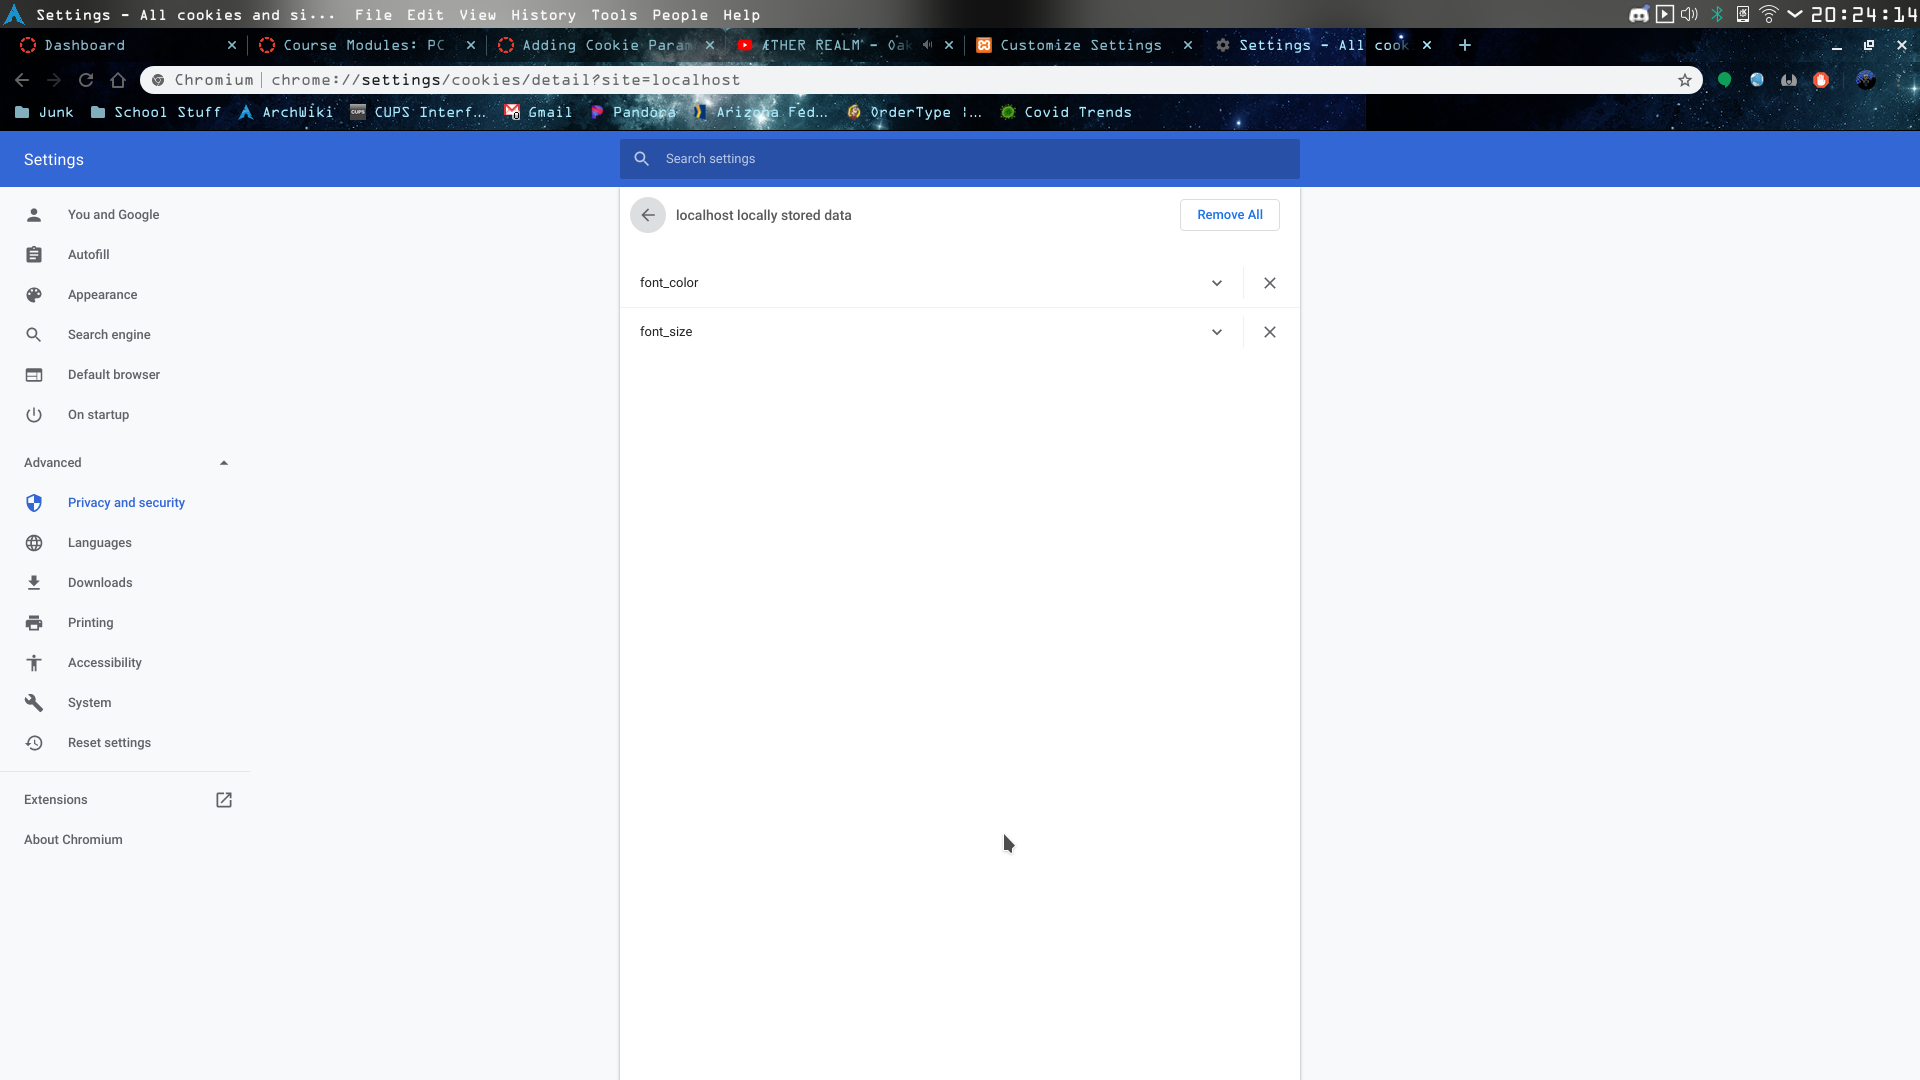 Settings - All cookies and si... File Edit View History Tools People Help 20:24:14
Dashboard Course Modules: PC Adding Cookie Param ÆTHER REALM - Oak Customize Settings Settings - All cook
Chromium chrome://settings/cookies/detail?site=localhost
Junk School Stuff ArchWiki CUPS Interf... Gmail Pandora Arizona Fed... OrderType |... Covid Trends
Settings
Search settings
You and Google
Autofill
Appearance
Search engine
Default browser
On startup
Advanced
Privacy and security
Languages
Downloads
Printing
Accessibility
System
Reset settings
Extensions
About Chromium
localhost locally stored data
Remove All
font_color
font_size